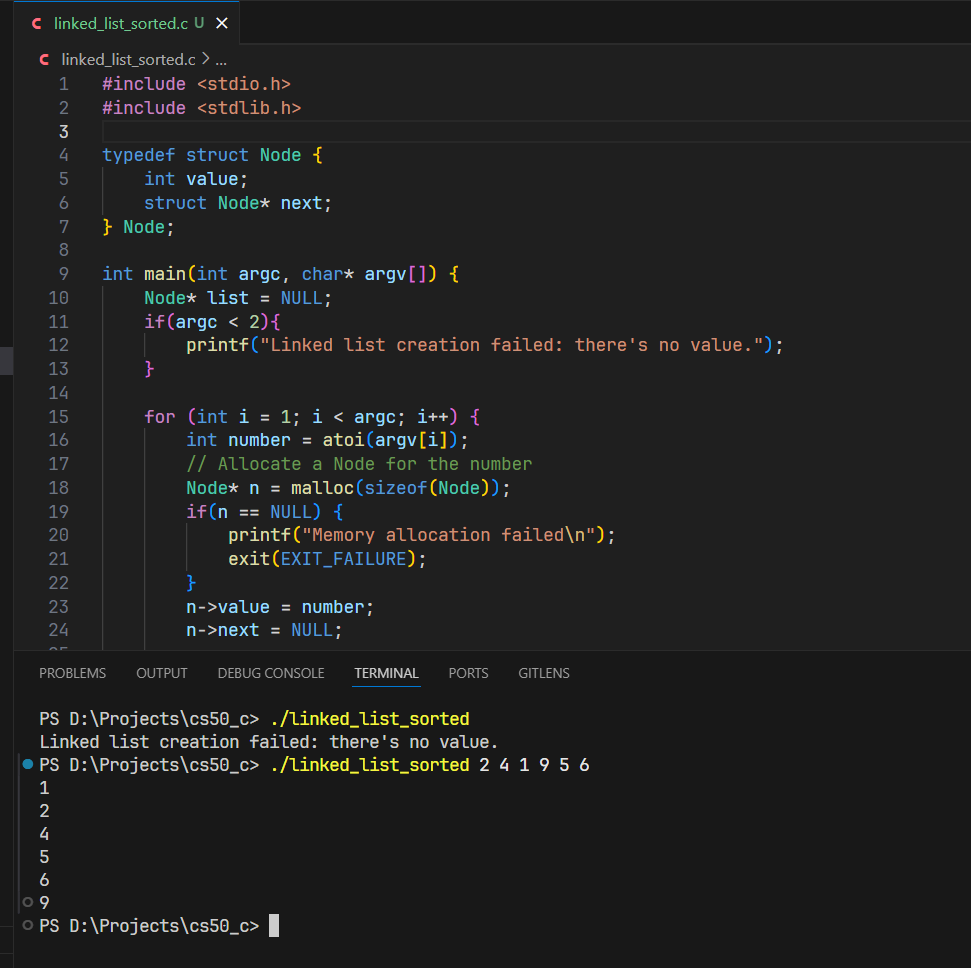 C linked_list_sorted.c U ×
C linked_list_sorted.c > ...
1 #include <stdio.h>
2 #include <stdlib.h>
3
4 typedef struct Node {
5     int value;
6     struct Node* next;
7 } Node;
8
9 int main(int argc, char* argv[]) {
10     Node* list = NULL;
11     if(argc < 2){
12         printf("Linked list creation failed: there's no value.");
13     }
14
15     for (int i = 1; i < argc; i++) {
16         int number = atoi(argv[i]);
17         // Allocate a Node for the number
18         Node* n = malloc(sizeof(Node));
19         if(n == NULL) {
20             printf("Memory allocation failed\n");
21             exit(EXIT_FAILURE);
22         }
23         n->value = number;
24         n->next = NULL;
PROBLEMS OUTPUT DEBUG CONSOLE TERMINAL PORTS GITLENS
PS D:\Projects\cs50_c> ./linked_list_sorted
Linked list creation failed: there's no value.
PS D:\Projects\cs50_c> ./linked_list_sorted 2 4 1 9 5 6
1
2
4
5
6
9
PS D:\Projects\cs50_c>